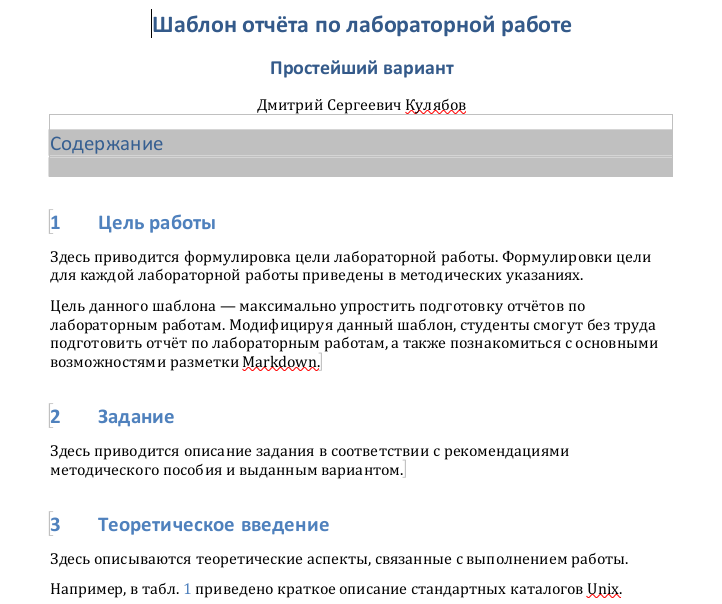 Шаблон отчёта по лабораторной работе
Простейший вариант
Дмитрий Сергеевич Кулябов
Содержание
1 Цель работы
Здесь приводится формулировка цели лабораторной работы. Формулировки цели
для каждой лабораторной работы приведены в методических указаниях.
Цель данного шаблона — максимально упростить подготовку отчётов по
лабораторным работам. Модифицируя данный шаблон, студенты смогут без труда
подготовить отчёт по лабораторным работам, а также познакомиться с основными
возможностями разметки Markdown.
2 Задание
Здесь приводится описание задания в соответствии с рекомендациями
методического пособия и выданным вариантом.
3 Теоретическое введение
Здесь описываются теоретические аспекты, связанные с выполнением работы.
Например, в табл. 1 приведено краткое описание стандартных каталогов Unix.